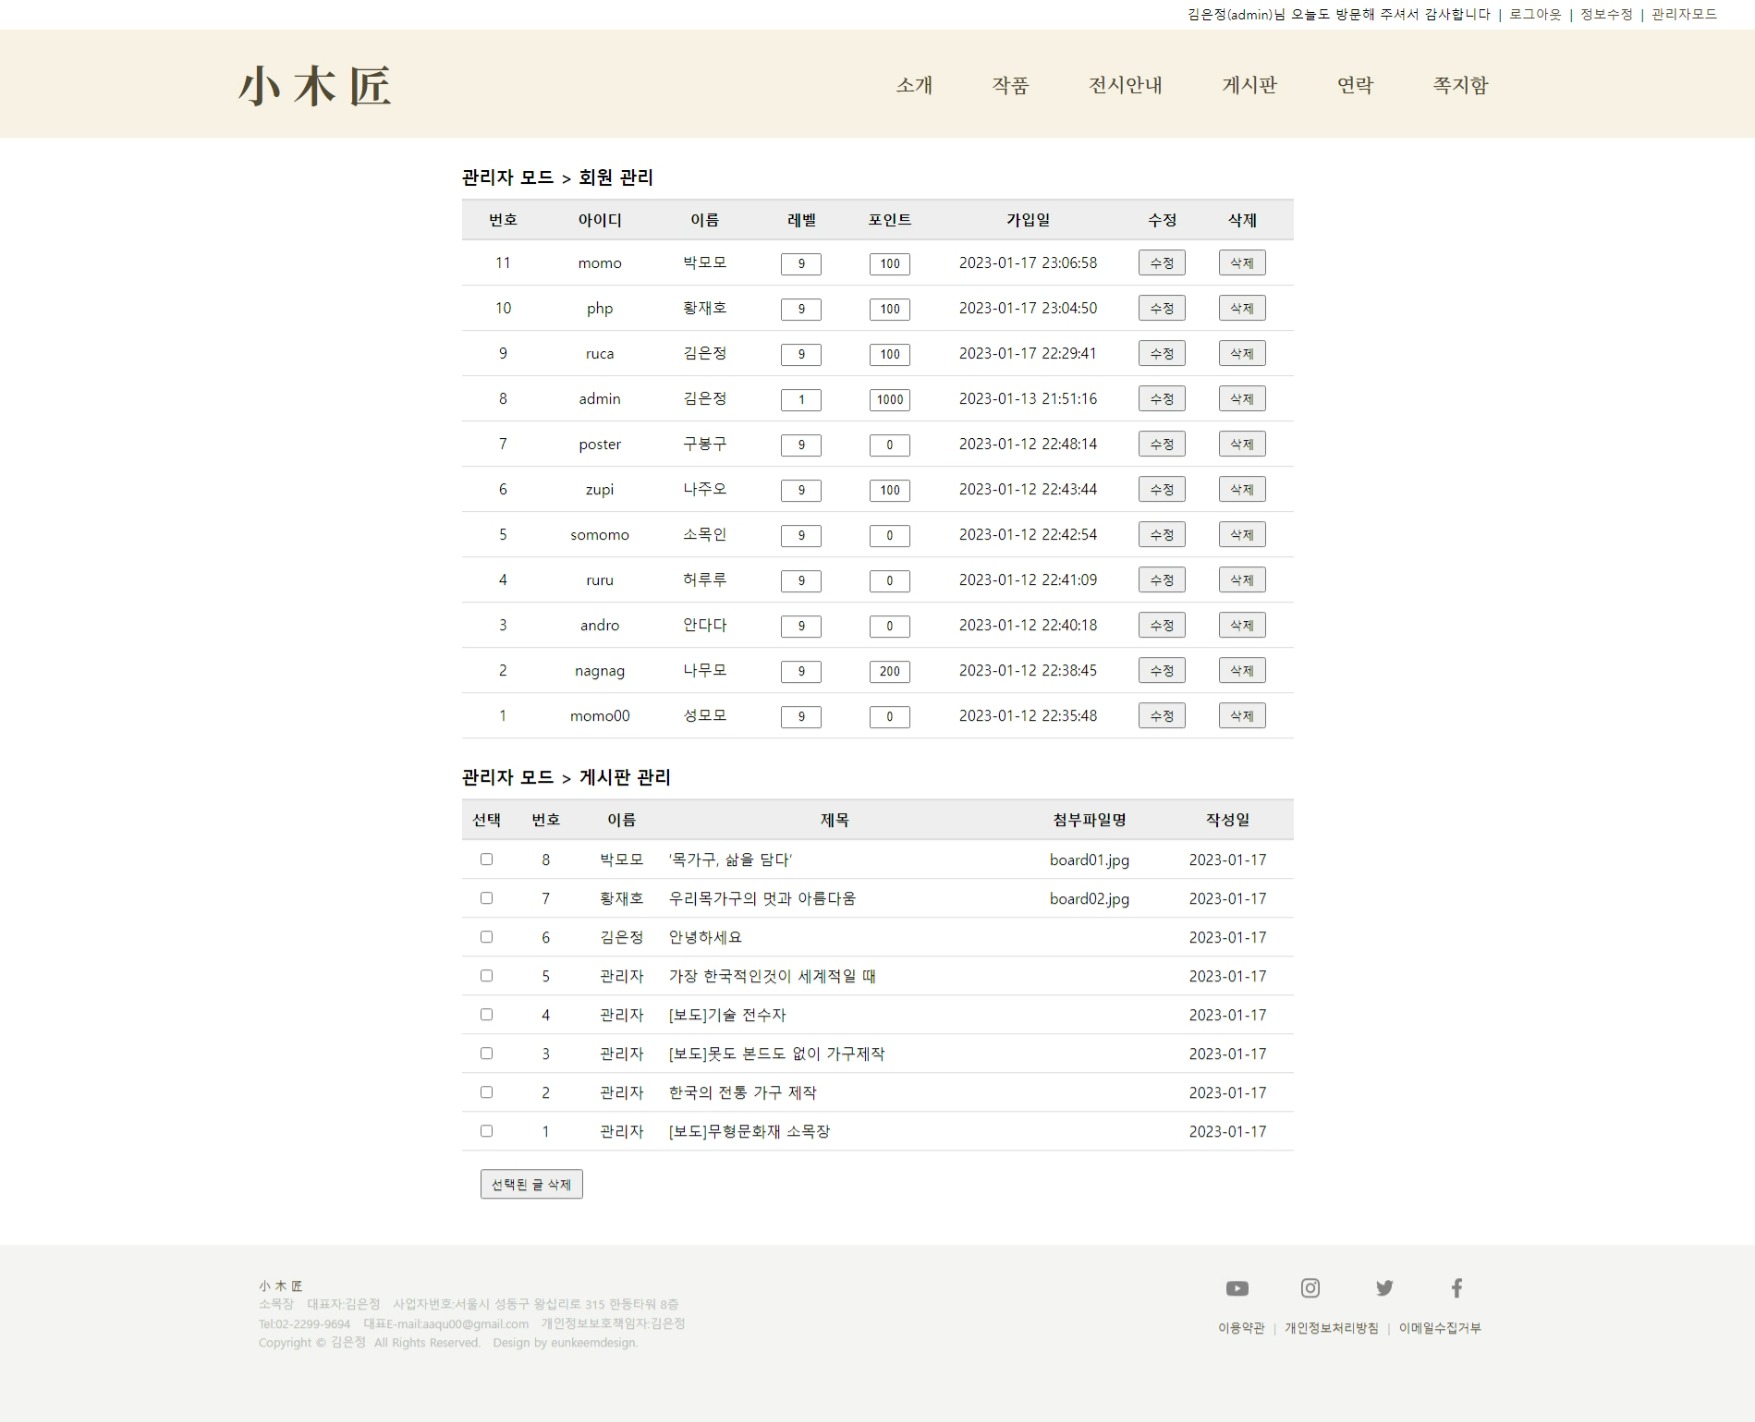 김은정(admin)님 오늘도 방문해 주셔서 감사합니다 | 로그아웃 | 정보수정 | 관리자모드
小木匠 소개 작품 전시안내 게시판 연락 쪽지함
관리자 모드 > 회원 관리
번호 아이디 이름 레벨 포인트 가입일 수정 삭제
11 momo 박모모 9 100 2023-01-17 23:06:58 수정 삭제
10 php 황재호 9 100 2023-01-17 23:04:50 수정 삭제
9 ruca 김은정 9 100 2023-01-17 22:29:41 수정 삭제
8 admin 김은정 1 1000 2023-01-13 21:51:16 수정 삭제
7 poster 구봉구 9 0 2023-01-12 22:48:14 수정 삭제
6 zupi 나주오 9 100 2023-01-12 22:43:44 수정 삭제
5 somomo 소목인 9 0 2023-01-12 22:42:54 수정 삭제
4 ruru 허루루 9 0 2023-01-12 22:41:09 수정 삭제
3 andro 안다다 9 0 2023-01-12 22:40:18 수정 삭제
2 nagnag 나무모 9 200 2023-01-12 22:38:45 수정 삭제
1 momo00 성모모 9 0 2023-01-12 22:35:48 수정 삭제
관리자 모드 > 게시판 관리
선택 번호 이름 제목 첨부파일명 작성일
8 박모모 '목가구, 삶을 담다' board01.jpg 2023-01-17
7 황재호 우리목가구의 멋과 아름다움 board02.jpg 2023-01-17
6 김은정 안녕하세요 2023-01-17
5 관리자 가장 한국적인것이 세계적일 때 2023-01-17
4 관리자 [보도]기술 전수자 2023-01-17
3 관리자 [보도]못도 본드도 없이 가구제작 2023-01-17
2 관리자 한국의 전통 가구 제작 2023-01-17
1 관리자 [보도]무형문화재 소목장 2023-01-17
선택된 글 삭제
小木匠
소목장 대표자:김은정 사업자번호:서울시 성동구 왕십리로 315 한동타워 8층
Tel:02-2299-9694 대표E-mail:aaqu00@gmail.com 개인정보보호책임자:김은정
Copyright © 김은정 All Rights Reserved. Design by eunkeemdesign.
이용약관 | 개인정보처리방침 | 이메일수집거부